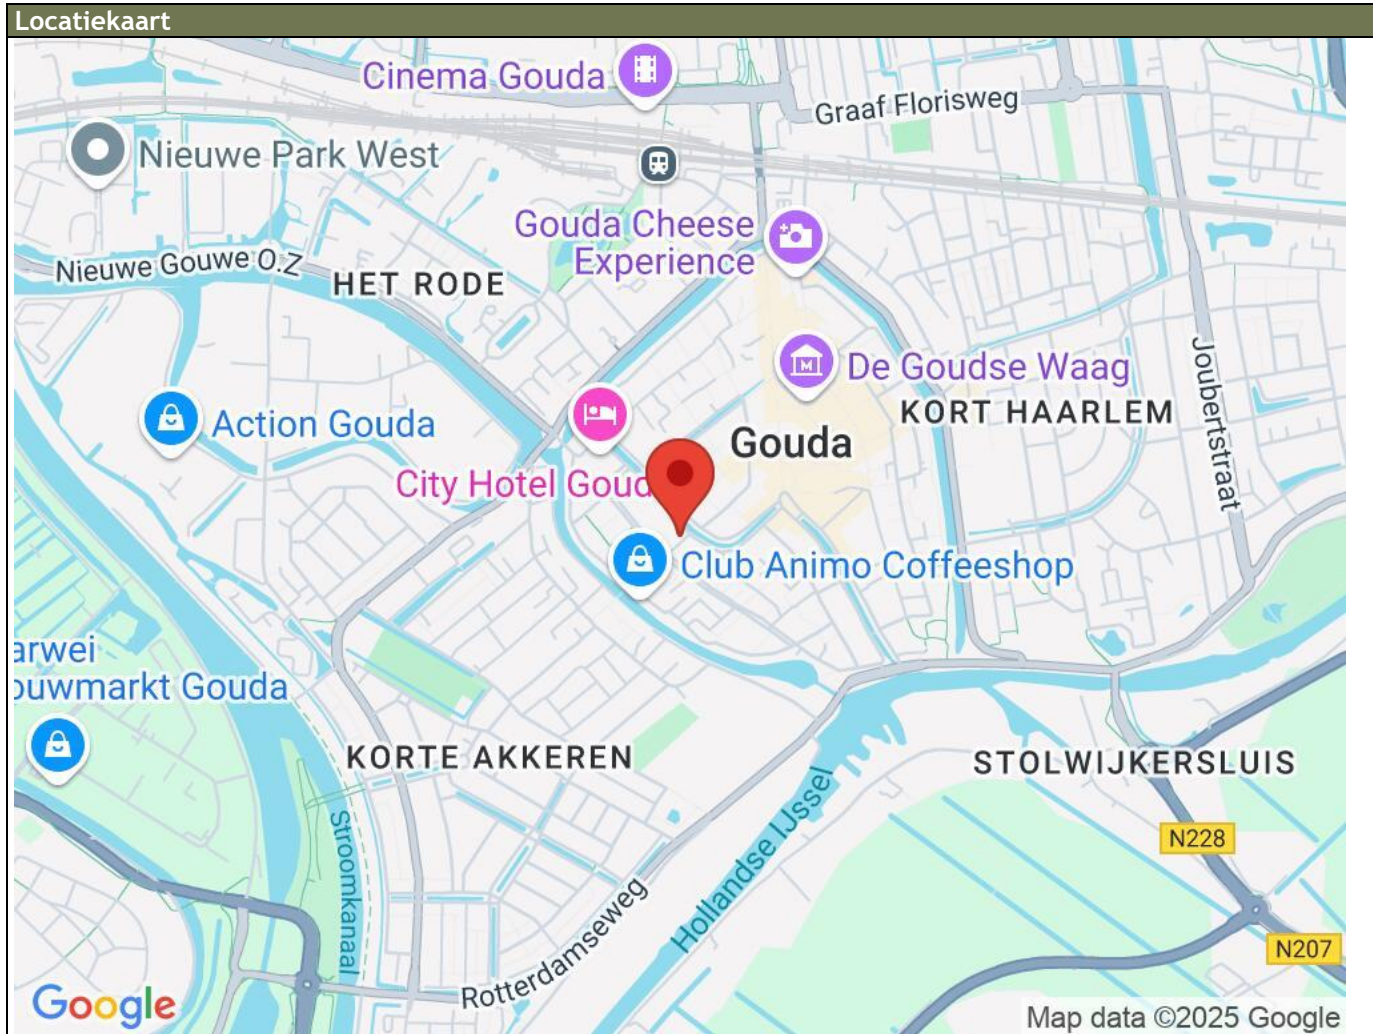 Locatiekaart
Cinema Gouda
Graaf Florisweg
Nieuwe Park West
Gouda Cheese
Experience
Nieuwe Gouwe O.Z
HET RODE
De Goudse Waag
Joubertstraat
KORT HAARLEM
Action Gouda
Gouda
City Hotel Goud
Club Animo Coffeeshop
arwei
ouwmarkt Gouda
KORTE AKKEREN
STOLWIJKERSLUIS
Stroomkanaal
Hollandse IJssel
N228
Rotterdamseweg
N207
Google
Map data ©2025 Google